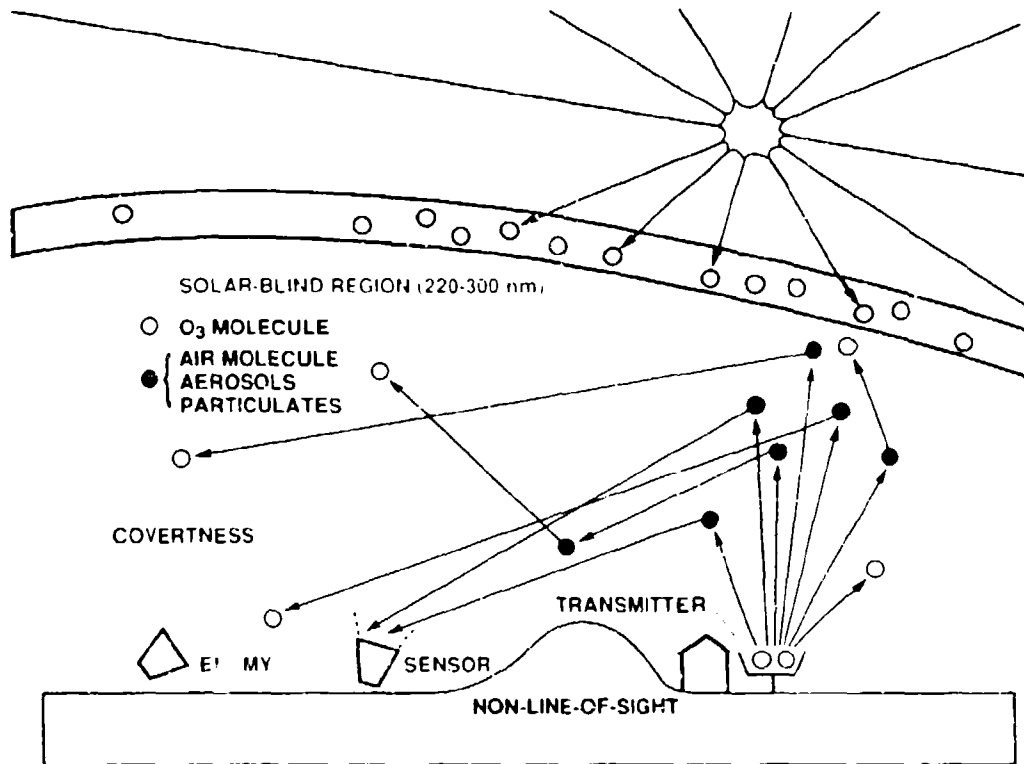 SOLAR-BLIND REGION (220-300 nm)
O3 MOLECULE
AIR MOLECULE
AEROSOLS
PARTICULATES
COVERTNESS
TRANSMITTER
SENSOR
NON-LINE-OF-SIGHT